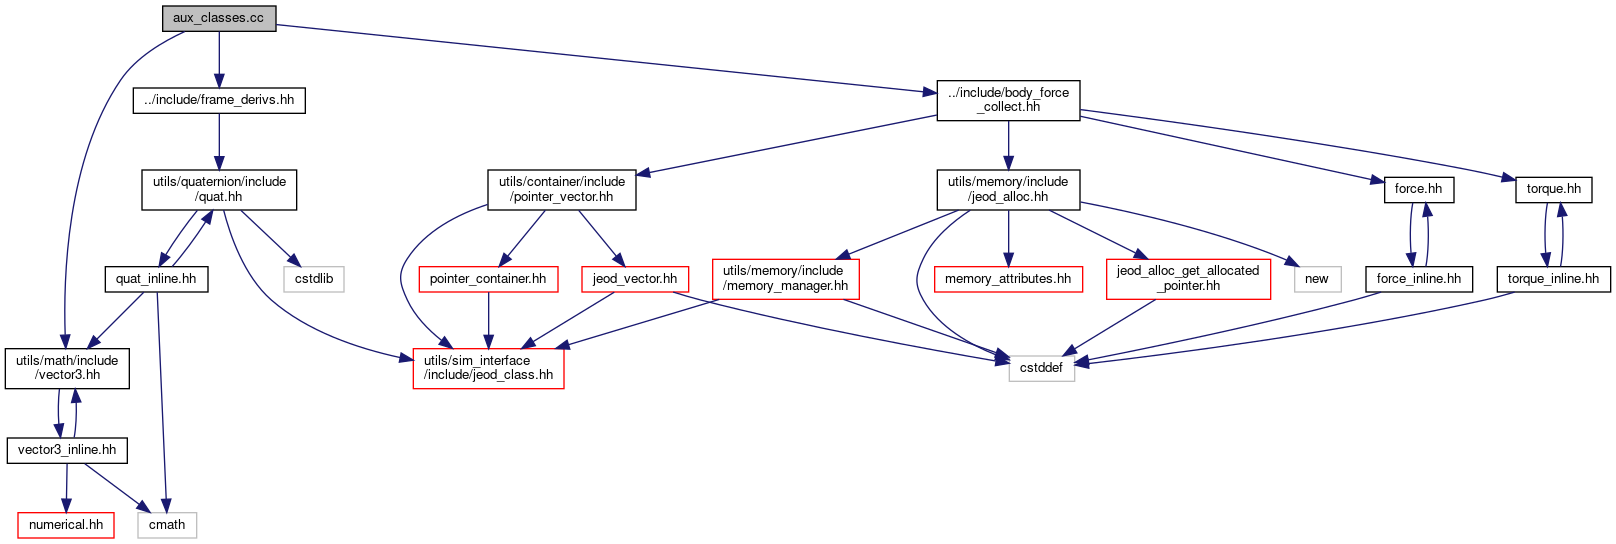 aux_classes.cc
../include/frame_derivs.hh
../include/body_force
_collect.hh
utils/quaternion/include
/quat.hh
utils/container/include
/pointer_vector.hh
utils/memory/include
/jeod_alloc.hh
force.hh
torque.hh
quat_inline.hh
cstdlib
pointer_container.hh
jeod_vector.hh
utils/memory/include
/memory_manager.hh
memory_attributes.hh
jeod_alloc_get_allocated
_pointer.hh
new
force_inline.hh
torque_inline.hh
utils/math/include
/vector3.hh
utils/sim_interface
/include/jeod_class.hh
cstddef
vector3_inline.hh
numerical.hh
cmath